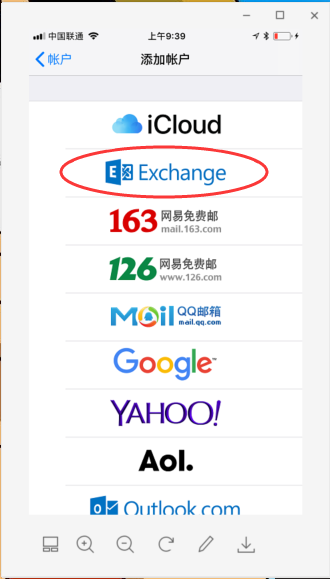 中国联通 上午9:39
帐户 添加帐户
iCloud
Exchange
163 网易免费邮
mail.163.com
126 网易免费邮
www.126.com
Mail QQ邮箱
mail.qq.com
Google™
YAHOO!
Aol.
Outlook.com